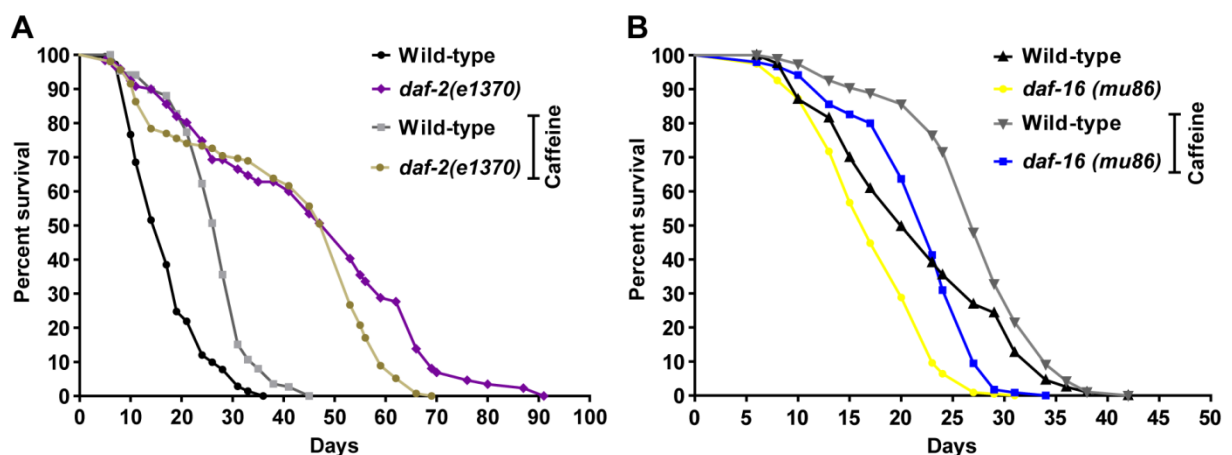 A
Percent survival
100
90
80
70
60
50
40
30
20
10
0
0 10 20 30 40 50 60 70 80 90 100
Days
Wild-type
daf-2(e1370)
Wild-type
daf-2(e1370)
Caffeine
B
Percent survival
100
90
80
70
60
50
40
30
20
10
0
0 5 10 15 20 25 30 35 40 45 50
Days
Wild-type
daf-16 (mu86)
Wild-type
daf-16 (mu86)
Caffeine